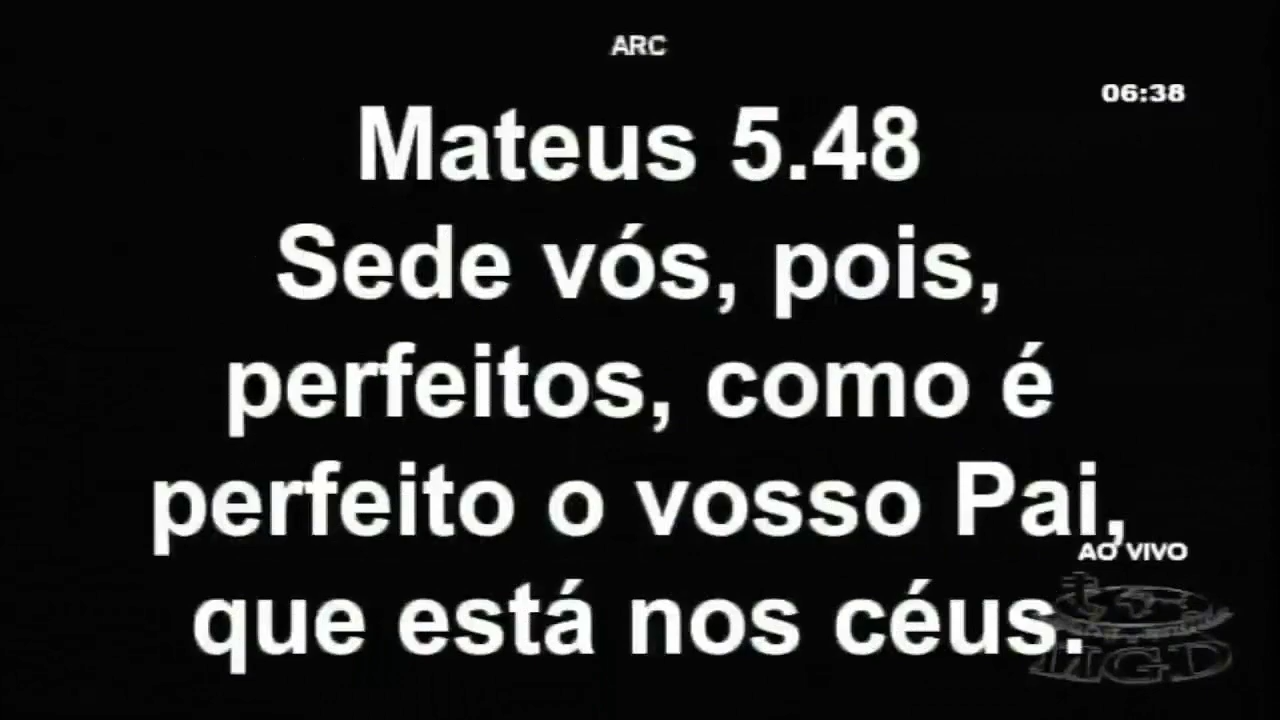 ARC
06:38
Mateus 5.48
Sede vós, pois,
perfeitos, como é
perfeito o vosso Pai,
que está nos céus.
AO VIVO